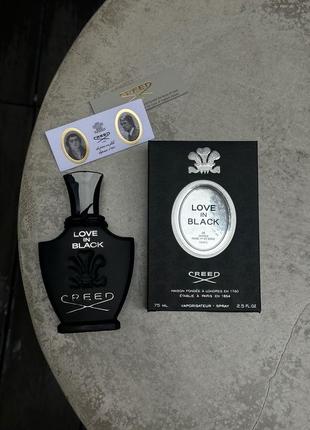 LOVE
IN
BLACK
CREED
LOVE
IN
BLACK
CREED
MAISON FONDÉE À LONDRES EN 1760
ÉTABLIE À PARIS EN 1854
75 ML VAPORISATEUR - SPRAY 2.5 FL OZ